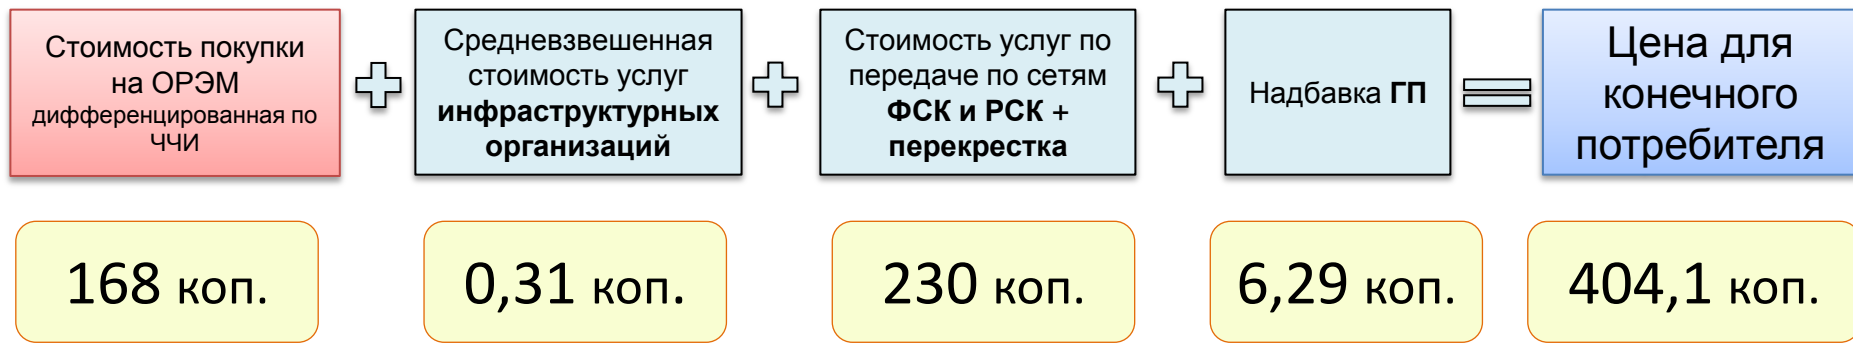 Стоимость покупки
на ОРЭМ
дифференцированная по
ЧЧИ
Средневзвешенная
стоимость услуг
инфраструктурных
организаций
Стоимость услуг по
передаче по сетям
ФСК и РСК +
перекрестка
Надбавка ГП
Цена для
конечного
потребителя
168 коп.
0,31 коп.
230 коп.
6,29 коп.
404,1 коп.